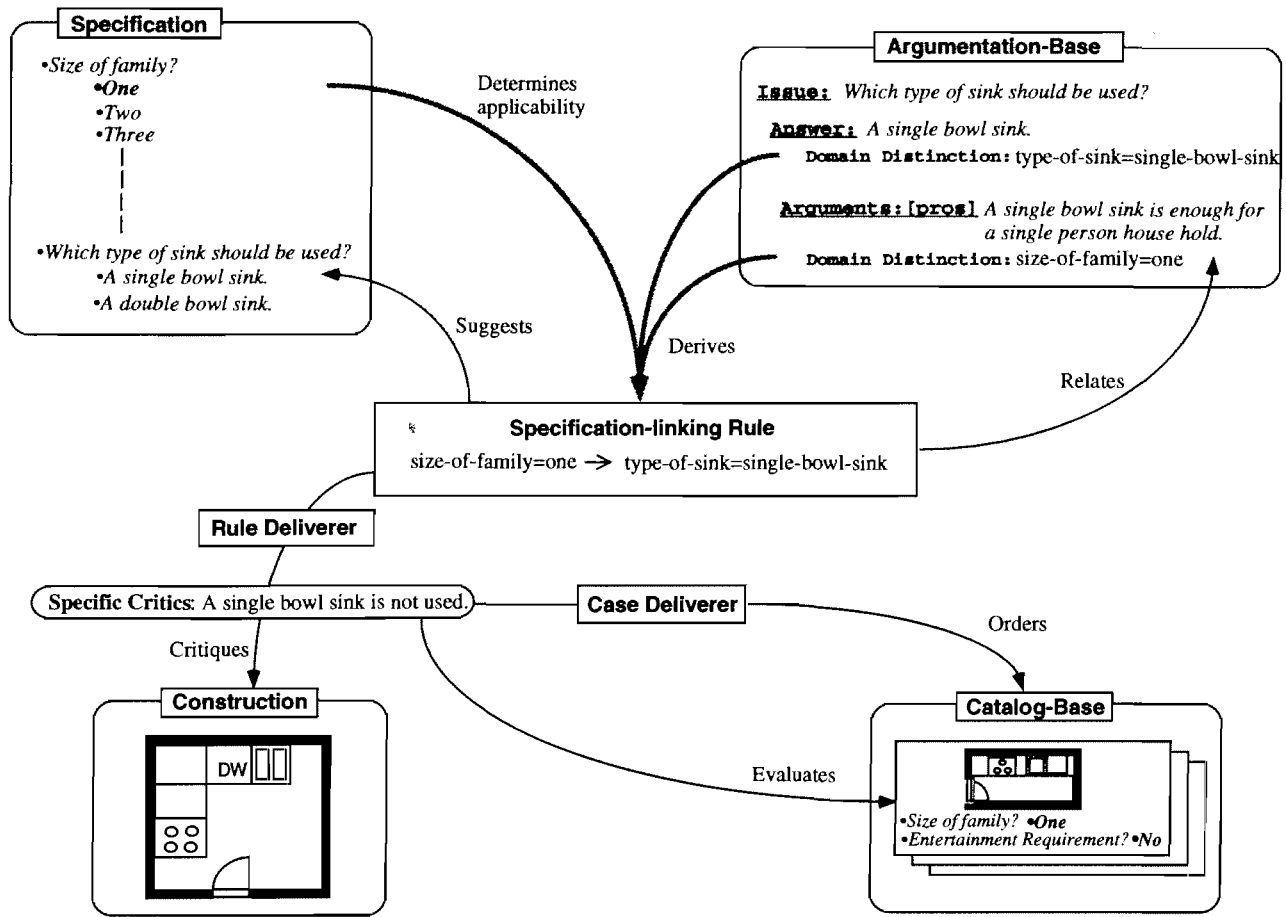 Specification
•Size of family?
•One
•Two
•Three
•Which type of sink should be used?
•A single bowl sink.
•A double bowl sink.
Determines
applicability
Argumentation-Base
Issue: Which type of sink should be used?
Answer: A single bowl sink.
Domain Distinction: type-of-sink=single-bowl-sink
Arguments:[pros] A single bowl sink is enough for
a single person house hold.
Domain Distinction: size-of-family=one
Suggests
Derives
Relates
Specification-linking Rule
size-of-family=one → type-of-sink=single-bowl-sink
Rule Deliverer
Specific Critics: A single bowl sink is not used.
Case Deliverer
Orders
Critiques
Construction
DW
Evaluates
Catalog-Base
•Size of family? •One
•Entertainment Requirement? •No